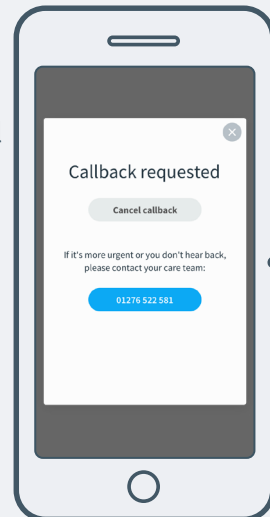 Callback requested
Cancel callback
If it's more urgent or you don't hear back,
please contact your care team:
01276 522 581